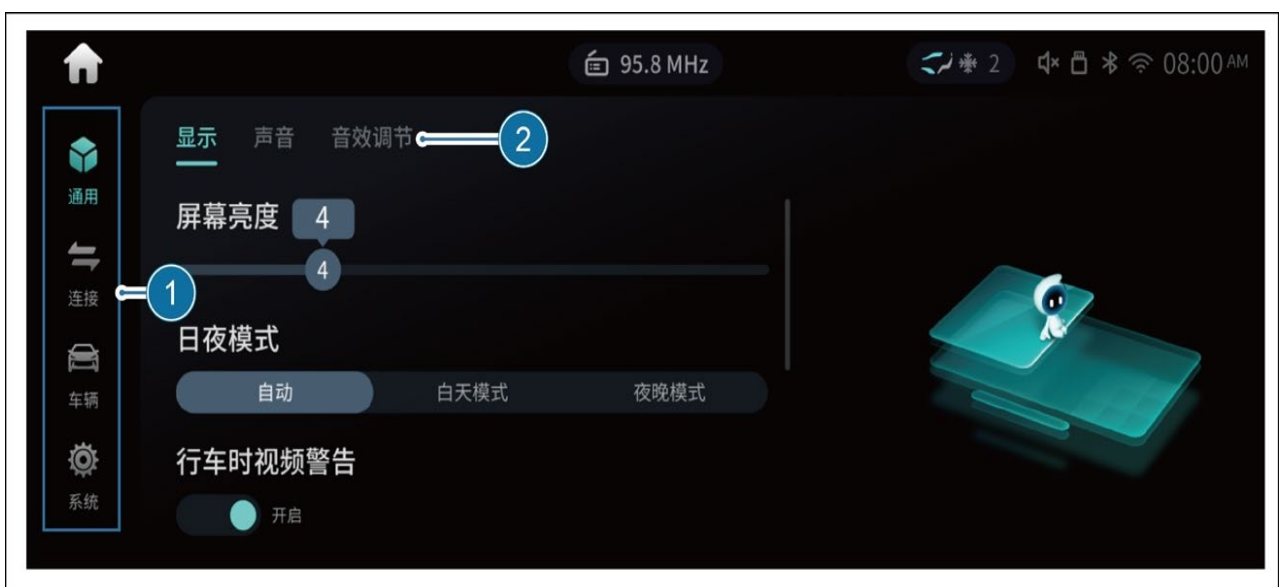 95.8 MHz
2
08:00 AM
显示 声音 音效调节
2
通用
屏幕亮度 4
4
连接
1
日夜模式
自动 白天模式 夜晚模式
车辆
行车时视频警告
系统
开启